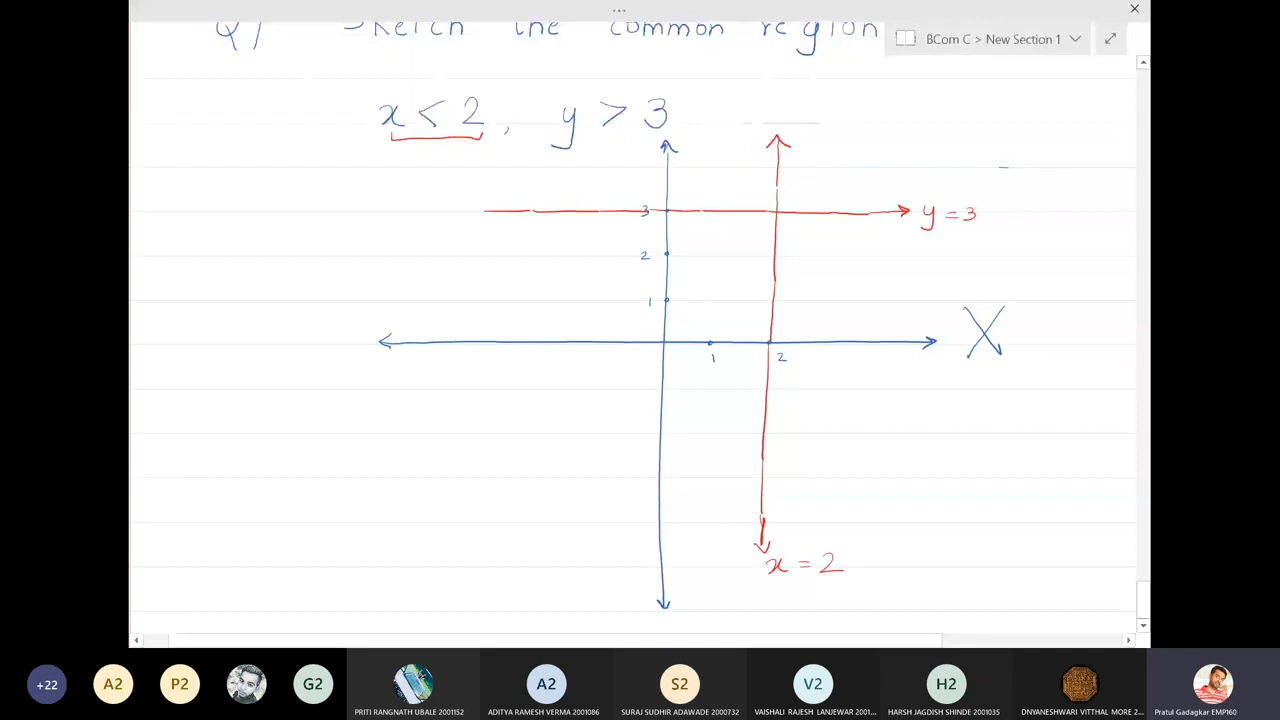 Q) Sketch the common region
BCom C > New Section 1
x < 2, y > 3
3
y = 3
2
1
X
1
2
x = 2
+22
A2
P2
G2
A2
S2
V2
H2
PRITI RANGNATH UBALE 2001152
ADITYA RAMESH VERMA 2001086
SURAJ SUDHIR ADAWADE 2000732
VAISHALI RAJESH LANJEWAR 2001...
HARSH JAGDISH SHINDE 2001035
DNYANESHWARI VITTHAL MORE 2...
Pratul Gadagkar EMP160